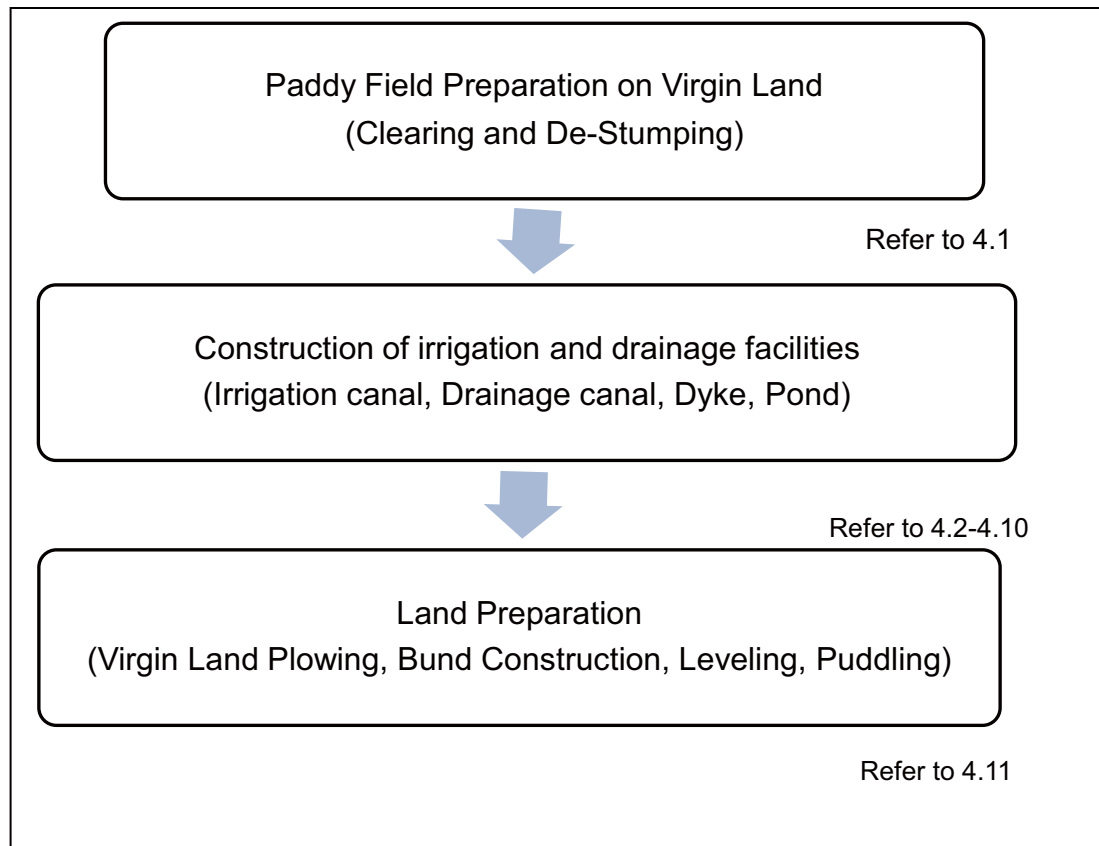 Paddy Field Preparation on Virgin Land
(Clearing and De-Stumping)
Refer to 4.1
Construction of irrigation and drainage facilities
(Irrigation canal, Drainage canal, Dyke, Pond)
Refer to 4.2-4.10
Land Preparation
(Virgin Land Plowing, Bund Construction, Leveling, Puddling)
Refer to 4.11